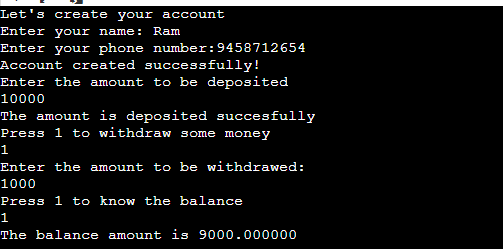 Let's create your account
Enter your name: Ram
Enter your phone number:9458712654
Account created successfully!
Enter the amount to be deposited
10000
The amount is deposited succesfully
Press 1 to withdraw some money
1
Enter the amount to be withdrawed:
1000
Press 1 to know the balance
1
The balance amount is 9000.000000